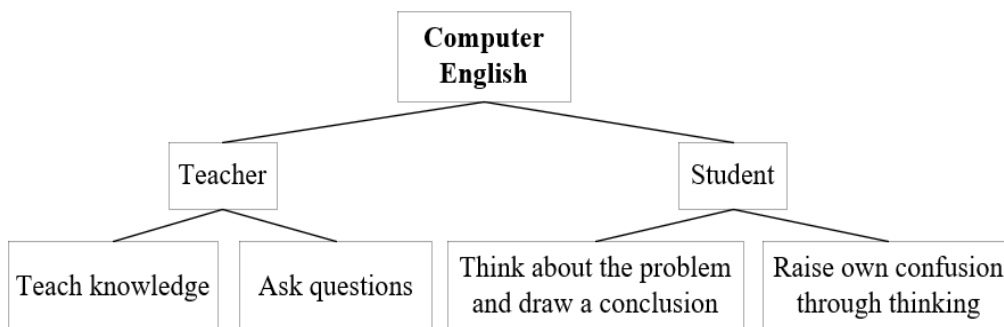 Computer
English
Teacher
Student
Teach knowledge
Ask questions
Think about the problem
and draw a conclusion
Raise own confusion
through thinking